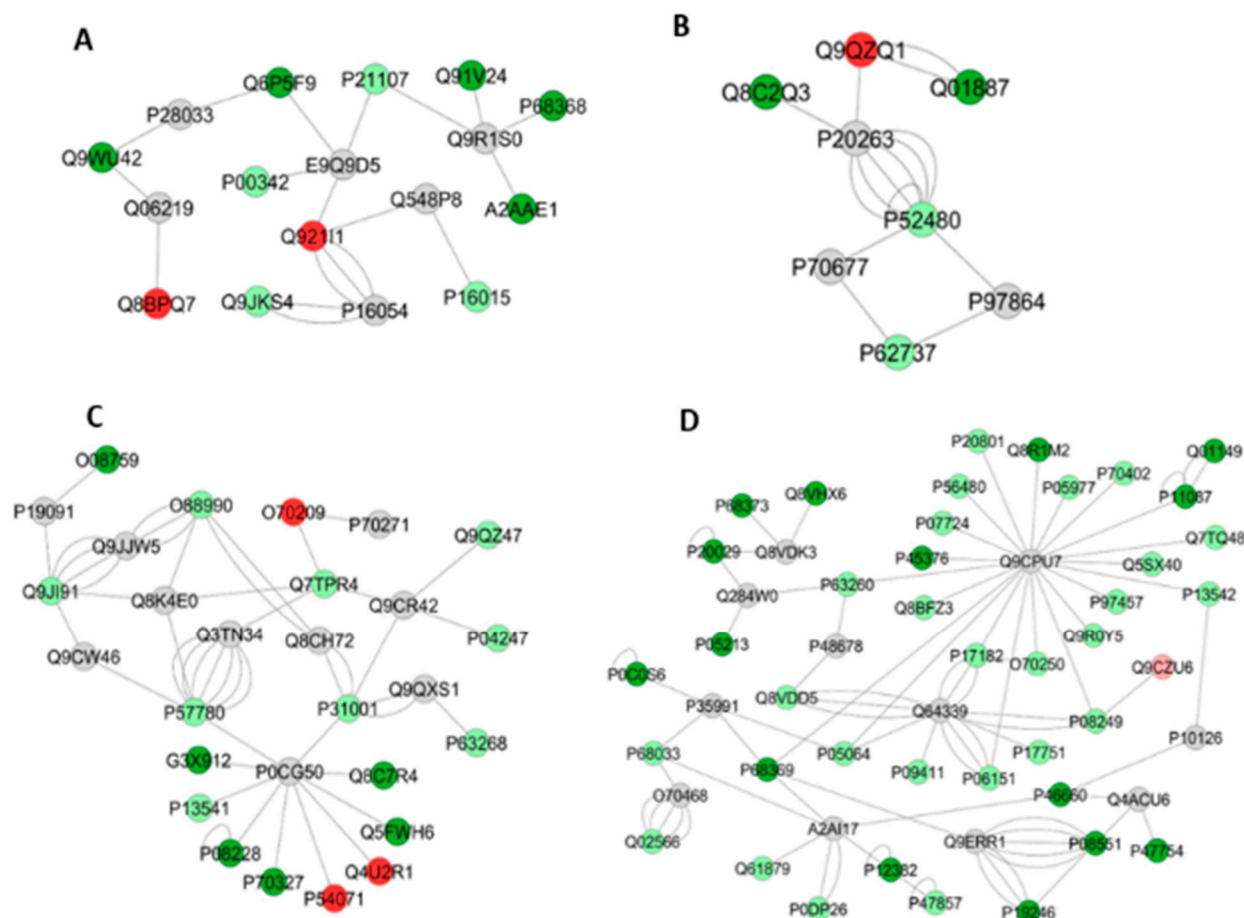 A
Q6P5F9
P21107
Q91V24
P68368
P28033
Q9R1S0
Q9WU42
E9Q9D5
P00342
Q548P8
Q06219
A2AAE1
Q921I1
Q8BPQ7
Q9JKS4
P16054
P16015
B
Q9QZQ1
Q8C2Q3
Q01887
P20263
P52480
P70677
P97864
P62737
C
O08759
P19091
O88990
O70209
P70271
Q9JJW5
Q9QZ47
Q9JI91
Q8K4E0
Q7TPR4
Q9CR42
Q3TN34
Q8CH72
P04247
Q9CW46
Q9QXS1
P57780
P31001
P63268
G3X912
P0CG50
Q8C7R4
P13541
Q5FWH6
P08228
Q4U2R1
P70327
P54071
D
P20801
Q8R1M2
Q01149
P56480
P05977
P70402
P11087
Q8VHX6
P68373
P07724
Q7TQ48
P20029
Q8VDK3
P45376
Q9CPU7
Q5SX40
Q284W0
P63260
Q8BFZ3
P97457
P13542
P05213
P48678
Q9R0Y5
P17182
O70250
Q9CZU6
P0C0S6
Q8VDD5
P35991
Q64339
P08249
P10126
P68033
P05064
P17751
P68369
P09411
P06151
O70468
P46660
Q4ACU6
Q02566
A2AI17
Q9ERR1
P08551
P47754
Q61879
P12382
P0DP26
P47857
P19246